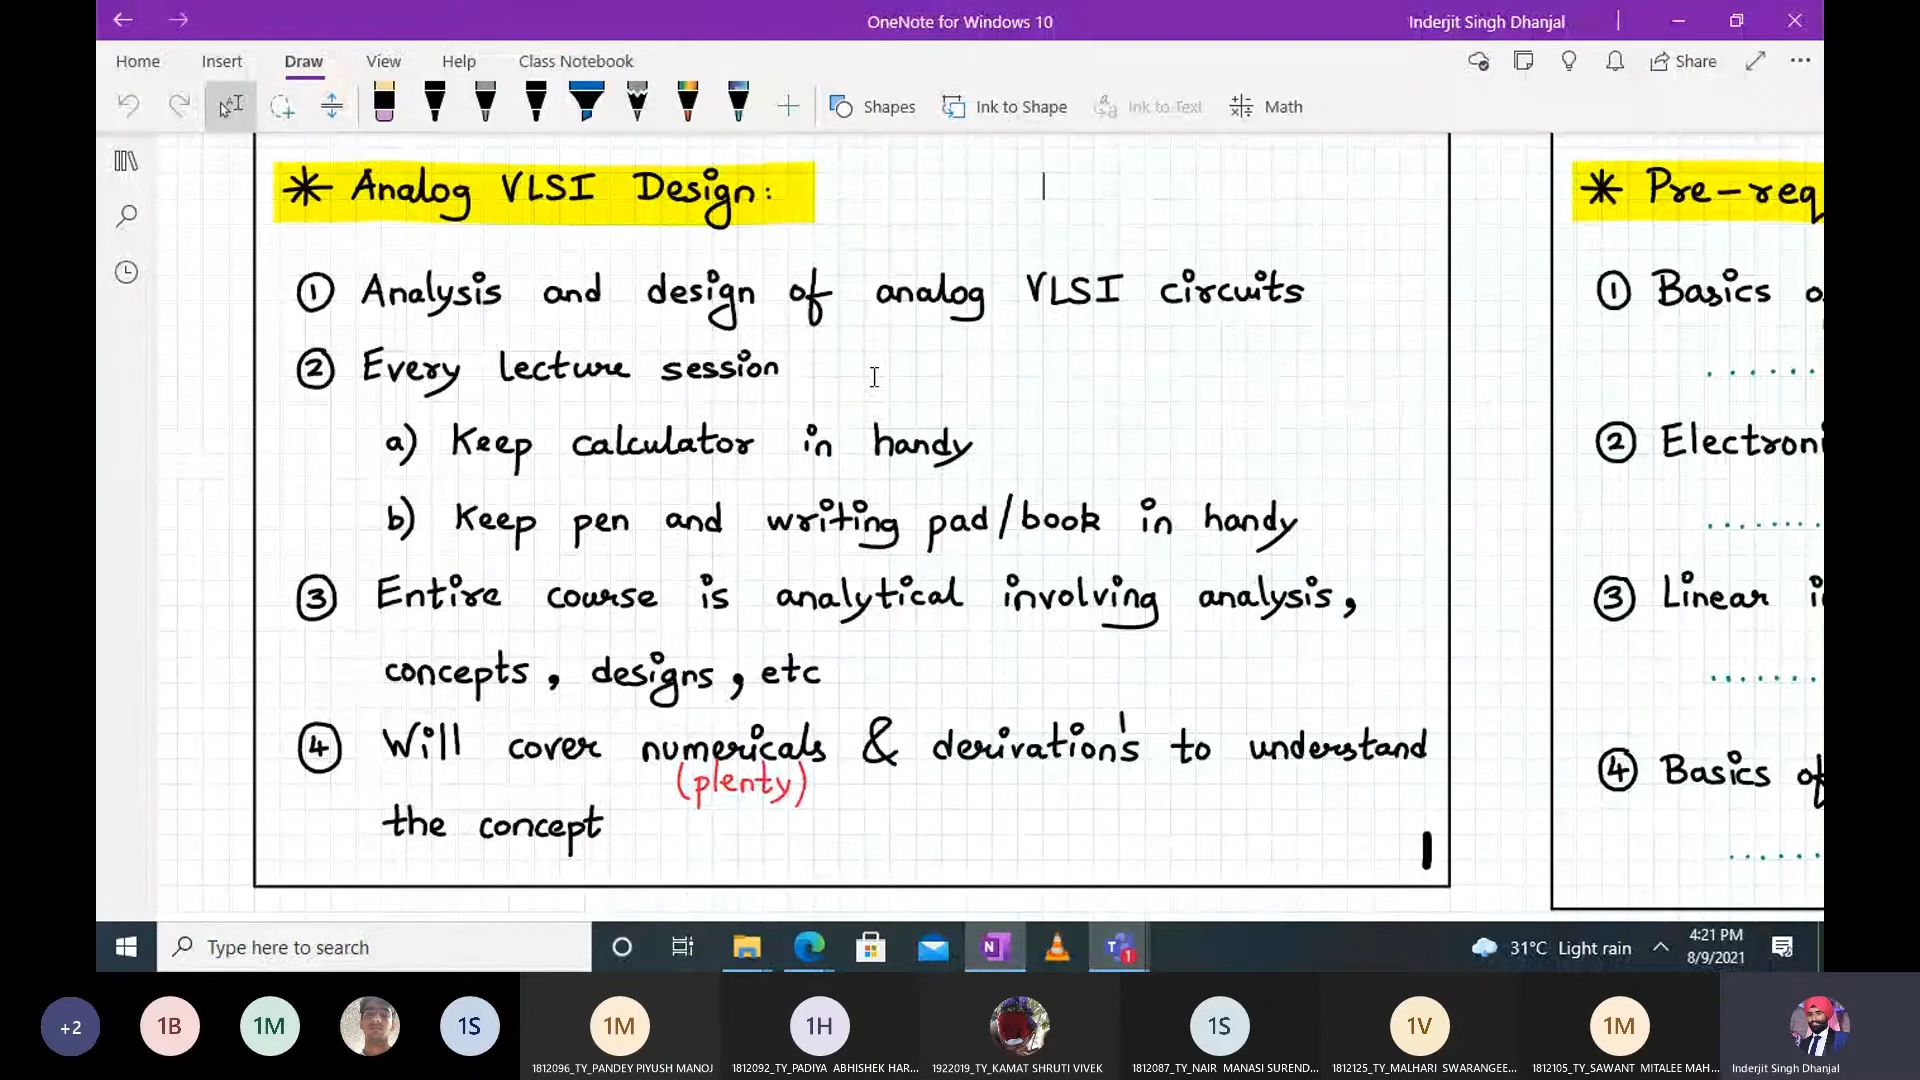 OneNote for Windows 10
Inderjit Singh Dhanjal
Home Insert Draw View Help Class Notebook
Share
Shapes Ink to Shape Ink to Text Math
* Analog VLSI Design:
① Analysis and design of analog VLSI circuits
② Every lecture session
a) Keep calculator in handy
b) Keep pen and writing pad/book in handy
③ Entire course is analytical involving analysis,
concepts, designs, etc
④ Will cover numericals & derivation's to understand
(plenty)
the concept
1
* Pre-req
① Basics o
② Electroni
③ Linear i
④ Basics of
Type here to search
N
T
1
31°C Light rain
4:21 PM
8/9/2021
+2
1B
1M
1S
1M
1H
1S
1V
1M
1812096_TY_PANDEY PIYUSH MANOJ
1812092_TY_PADIYA ABHISHEK HAR...
1922019_TY_KAMAT SHRUTI VIVEK
1812087_TY_NAIR MANASI SUREND...
1812125_TY_MALHARI SWARANGEE...
1812105_TY_SAWANT MITALEE MAH...
Inderjit Singh Dhanjal